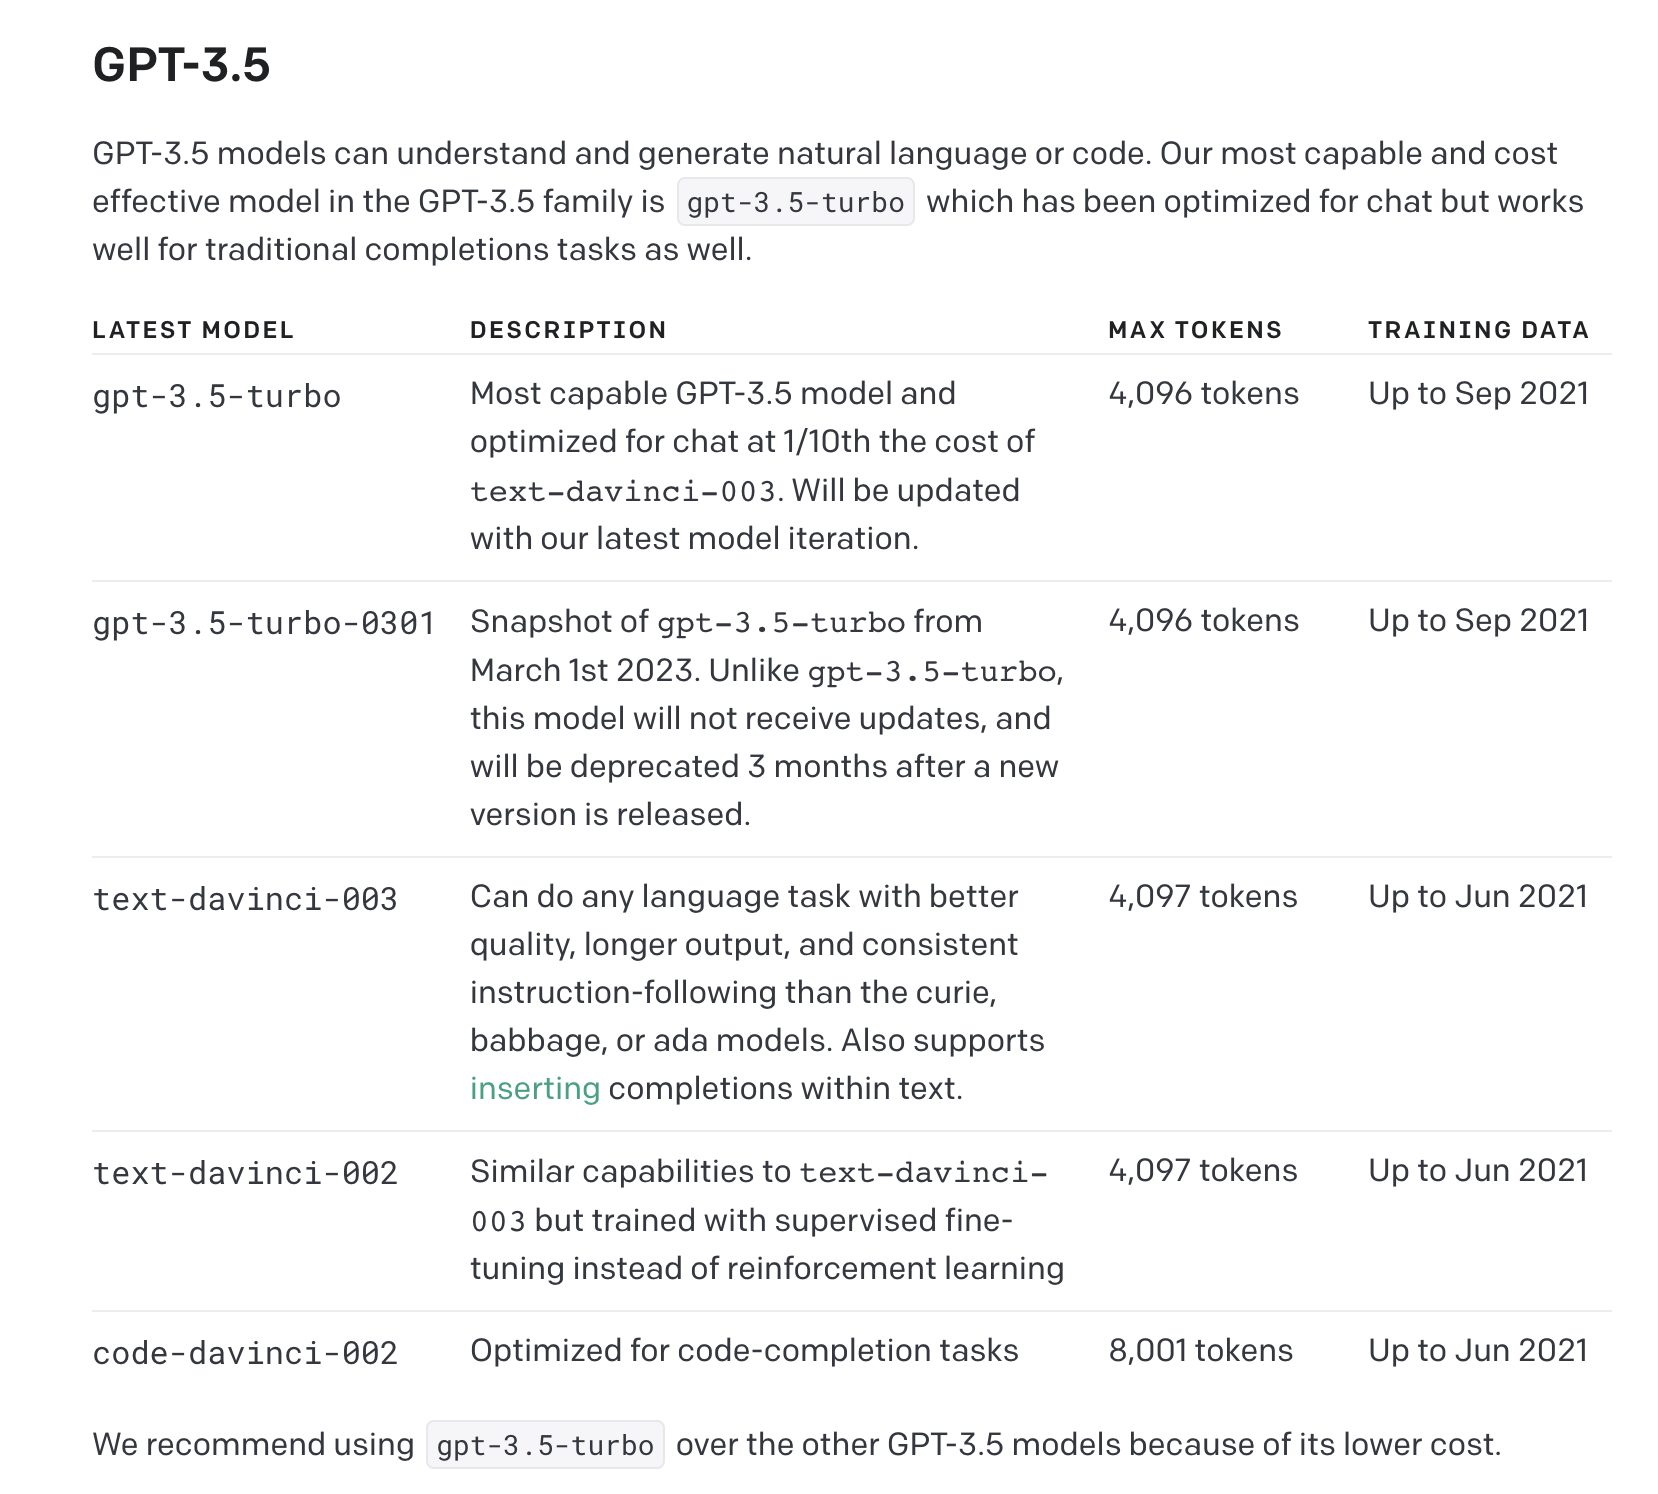 GPT-3.5
GPT-3.5 models can understand and generate natural language or code. Our most capable and cost
effective model in the GPT-3.5 family is gpt-3.5-turbo which has been optimized for chat but works
well for traditional completions tasks as well.
LATEST MODEL DESCRIPTION MAX TOKENS TRAINING DATA
gpt-3.5-turbo Most capable GPT-3.5 model and 4,096 tokens Up to Sep 2021
optimized for chat at 1/10th the cost of
text-davinci-003. Will be updated
with our latest model iteration.
gpt-3.5-turbo-0301 Snapshot of gpt-3.5-turbo from 4,096 tokens Up to Sep 2021
March 1st 2023. Unlike gpt-3.5-turbo,
this model will not receive updates, and
will be deprecated 3 months after a new
version is released.
text-davinci-003 Can do any language task with better 4,097 tokens Up to Jun 2021
quality, longer output, and consistent
instruction-following than the curie,
babbage, or ada models. Also supports
inserting completions within text.
text-davinci-002 Similar capabilities to text-davinci- 4,097 tokens Up to Jun 2021
003 but trained with supervised fine-
tuning instead of reinforcement learning
code-davinci-002 Optimized for code-completion tasks 8,001 tokens Up to Jun 2021
We recommend using gpt-3.5-turbo over the other GPT-3.5 models because of its lower cost.